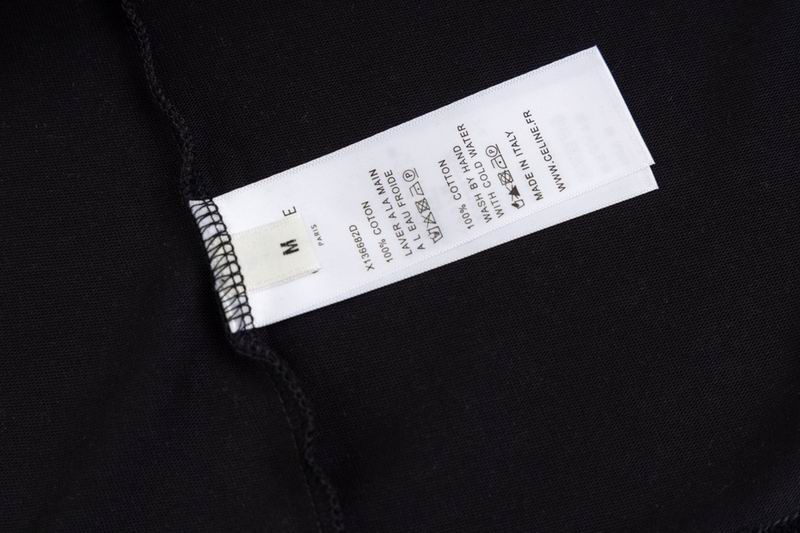 M
E
PARIS
X136682D
100% COTON
LAVER A LA MAIN
A L EAU FROIDE
100% COTTON
WASH BY HAND
WITH COLD WATER
MADE IN ITALY
WWW.CELINE.FR